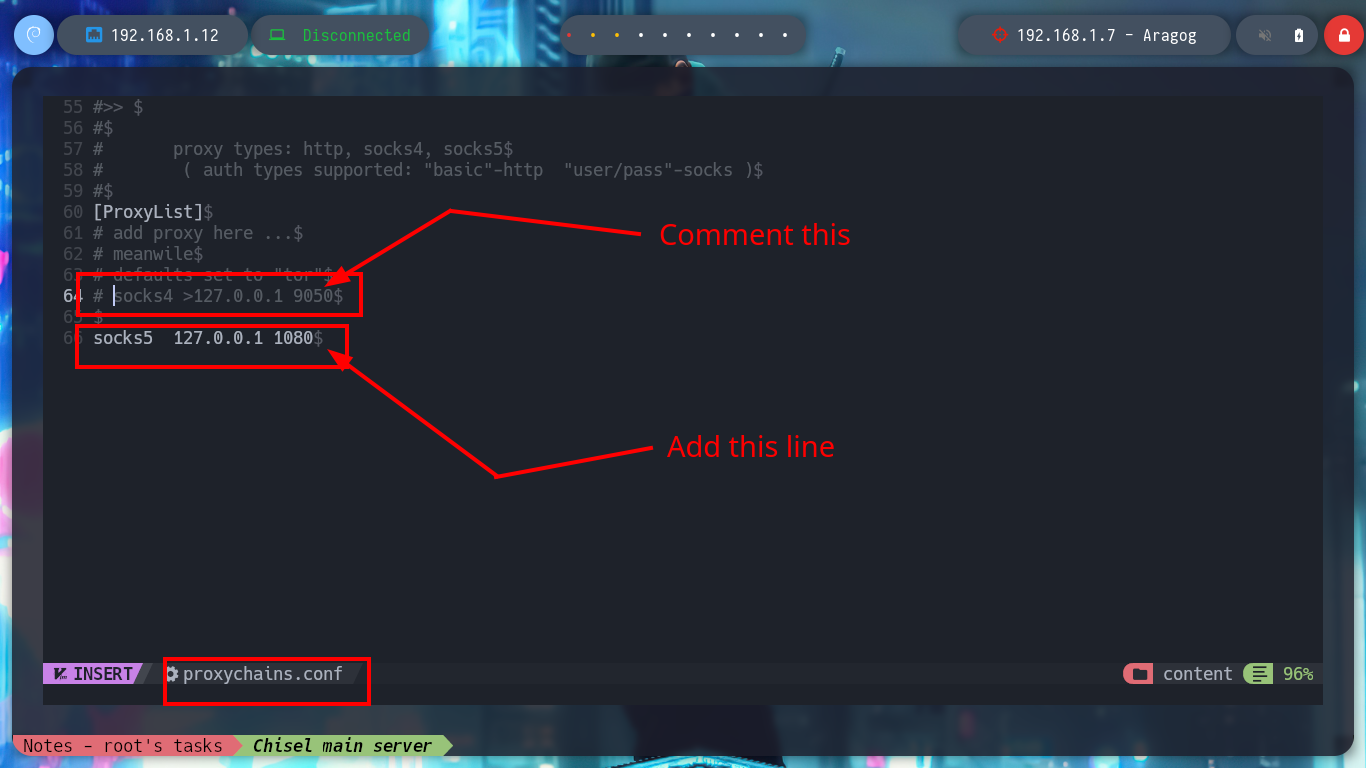 192.168.1.12
Disconnected
192.168.1.7 - Aragog
55 #>> $
56 #$
57 #       proxy types: http, socks4, socks5$
58 #        ( auth types supported: "basic"-http  "user/pass"-socks )$
59 #$
60 [ProxyList]$
61 # add proxy here ...$
62 # meanwile$
63 # defaults set to "tor"$
64 # socks4 >127.0.0.1 9050$
65 $
66 socks5  127.0.0.1 1080$
Comment this
Add this line
INSERT
proxychains.conf
content
96%
Notes - root's tasks
Chisel main server